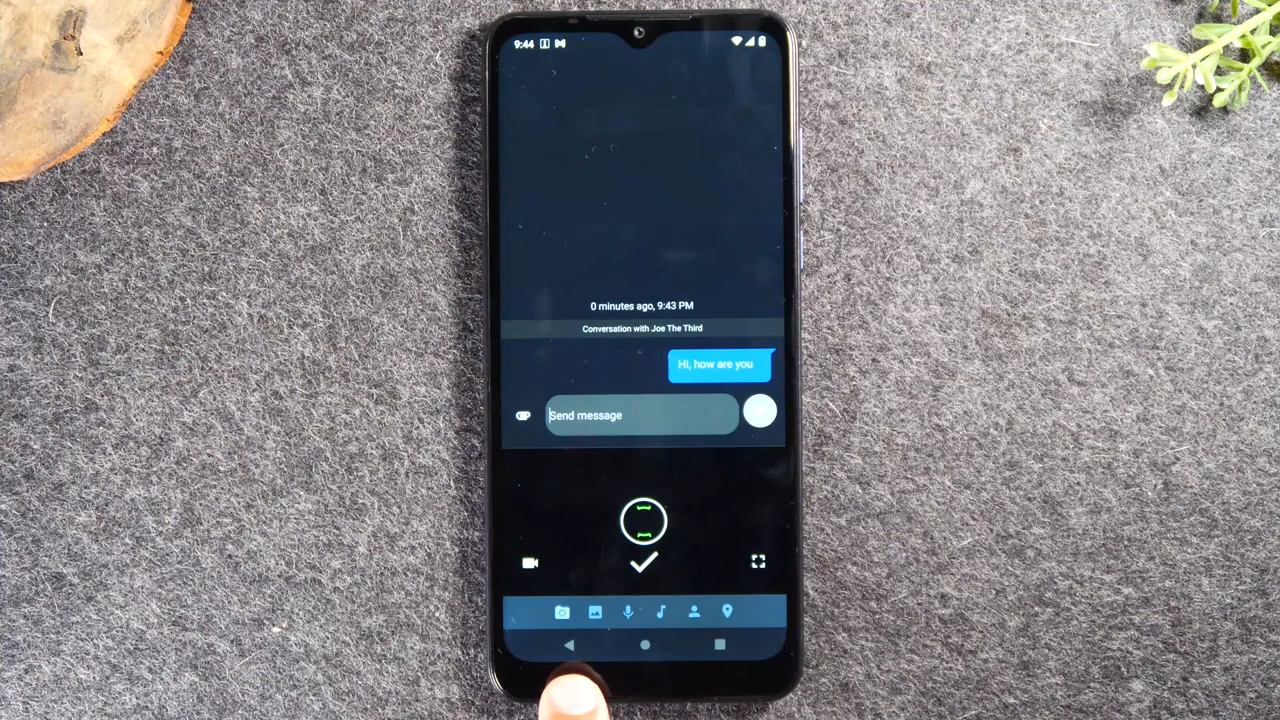 9:44
0 minutes ago, 9:43 PM
Conversation with Joe The Third
Hi, how are you
Send message